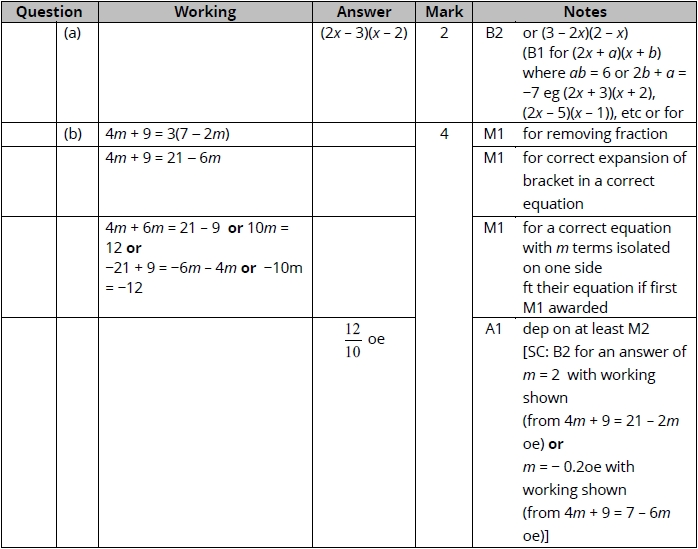 Question Working Answer Mark Notes
(a) (2x – 3)(x – 2) 2 B2 or (3 – 2x)(2 – x)
(B1 for (2x + a)(x + b)
where ab = 6 or 2b + a =
−7 eg (2x + 3)(x + 2),
(2x – 5)(x – 1)), etc or for
(b) 4m + 9 = 3(7 – 2m) 4 M1 for removing fraction
4m + 9 = 21 – 6m M1 for correct expansion of
bracket in a correct
equation
4m + 6m = 21 – 9 or 10m =
12 or
−21 + 9 = −6m – 4m or −10m
= −12
M1 for a correct equation
with m terms isolated
on one side
ft their equation if first
M1 awarded
12
10
oe
A1 dep on at least M2
[SC: B2 for an answer of
m = 2 with working
shown
(from 4m + 9 = 21 – 2m
oe) or
m = − 0.2oe with
working shown
(from 4m + 9 = 7 – 6m
oe)]